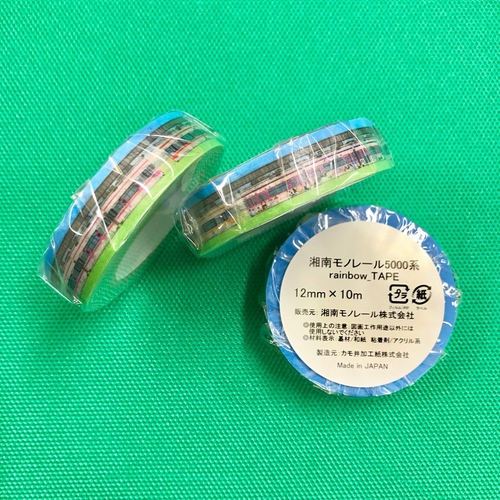 湘南モノレール5000系
rainbow_TAPE
12mm×10m
プラ
紙
販売元: 湘南モノレール株式会社
◎使用上の注意: 図画工作用途以外には
使用しないでください
◎材料表示: 基材/和紙 粘着剤/アクリル系
製造元: カモ井加工紙株式会社
Made in JAPAN